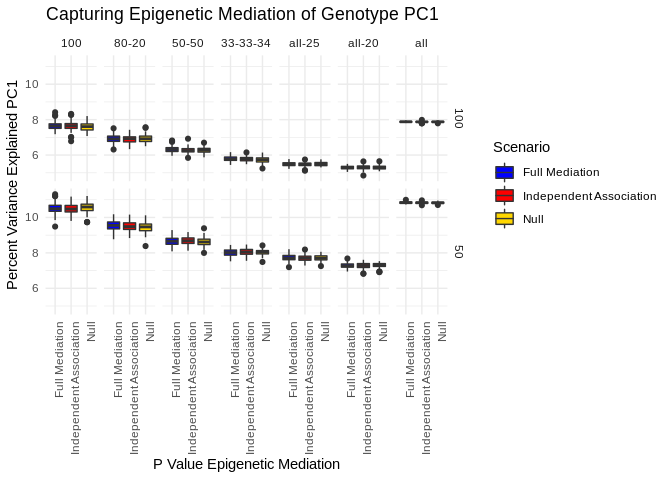 Capturing Epigenetic Mediation of Genotype PC1
100 80-20 50-50 33-33-34 all-25 all-20 all
10
8
6
100
10
8
6
50
Percent Variance Explained PC1
Full Mediation Independent Association Null Full Mediation Independent Association Null Full Mediation Independent Association Null Full Mediation Independent Association Null Full Mediation Independent Association Null Full Mediation Independent Association Null Full Mediation Independent Association Null
P Value Epigenetic Mediation
Scenario
Full Mediation
Independent Association
Null